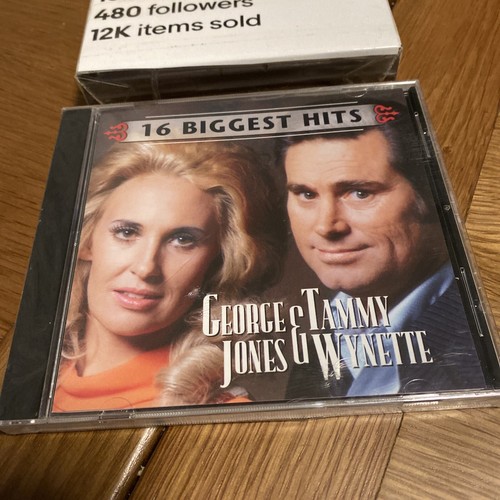 480 followers
12K items sold
16 BIGGEST HITS
GEORGE & TAMMY
JONES WYNETTE